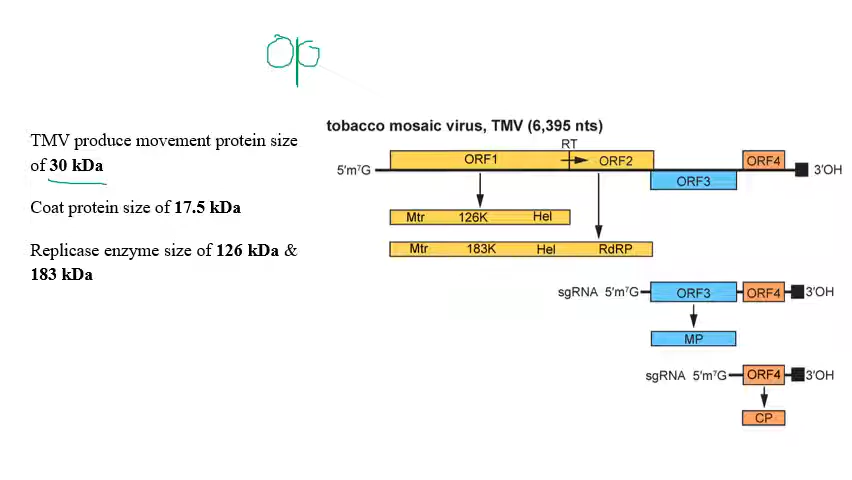 TMV produce movement protein size
of 30 kDa
Coat protein size of 17.5 kDa
Replicase enzyme size of 126 kDa &
183 kDa
tobacco mosaic virus, TMV (6,395 nts)
RT
ORF1 ORF2 ORF4
5′m⁷G 3′OH
ORF3
Mtr 126K Hel
Mtr 183K Hel RdRP
sgRNA 5′m⁷G ORF3 ORF4 3′OH
MP
sgRNA 5′m⁷G ORF4 3′OH
CP